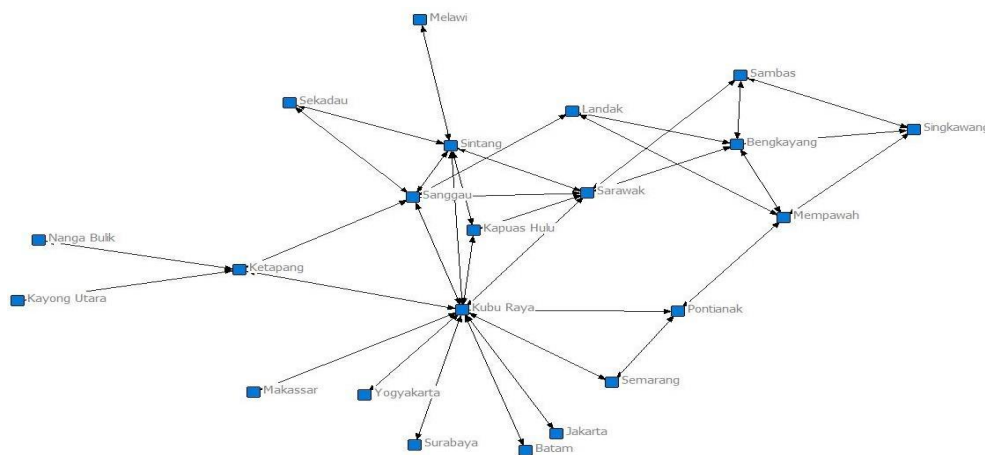 Melawi
Sambas
Sekadau
Landak
Singkawang
Sintang
Bengkayang
Sanggau
Sarawak
Mempawah
Kapuas Hulu
Nanga Bulik
Ketapang
Kayong Utara
Kubu Raya
Pontianak
Semarang
Makassar
Yogyakarta
Jakarta
Surabaya
Batam